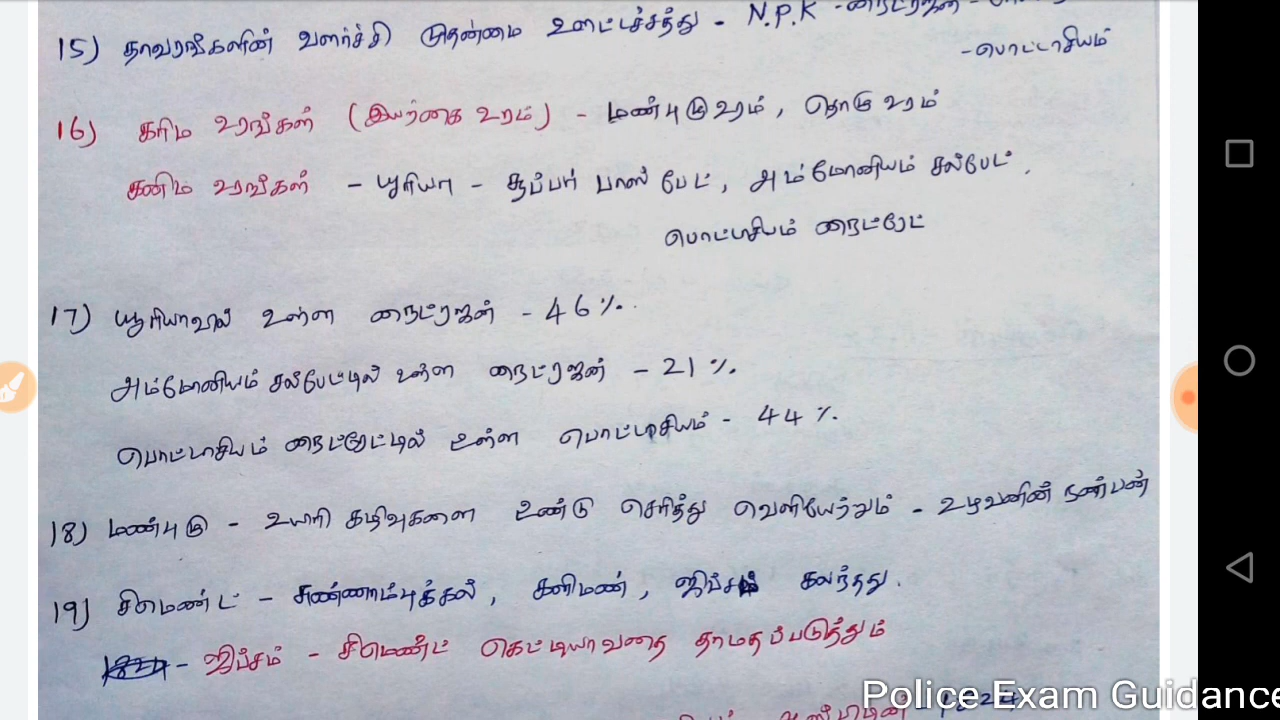 15) தாவரங்களின் வளர்ச்சி முதன்மை ஊட்டச்சத்து - N.P.K - நைட்ரஜன் -
- பொட்டாசியம்
16) கரிம உரங்கள் (இயற்கை உரம்) - மண்புழு உரம், தொழு உரம்
கனிம உரங்கள் - யூரியா - சூப்பர் பாஸ்பேட், அம்மோனியம் சல்பேட்,
பொட்டாசியம் நைட்ரேட்
17) யூரியாவில் உள்ள நைட்ரஜன் - 46%.
அம்மோனியம் சல்பேட்டில் உள்ள நைட்ரஜன் - 21%.
பொட்டாசியம் நைட்ரேட்டில் உள்ள பொட்டாசியம் - 44%.
18) மண்புழு - உயிரி கழிவுகளை உண்டு செரித்து வெளியேற்றும் - உழவனின் நண்பன்
19) சிமெண்ட் - சுண்ணாம்புக்கல், களிமண், ஜிப்சம் கலந்தது.
- ஜிப்சம் - சிமெண்ட் கெட்டியாவதை தாமதப்படுத்தும்
1824
Police Exam Guidance